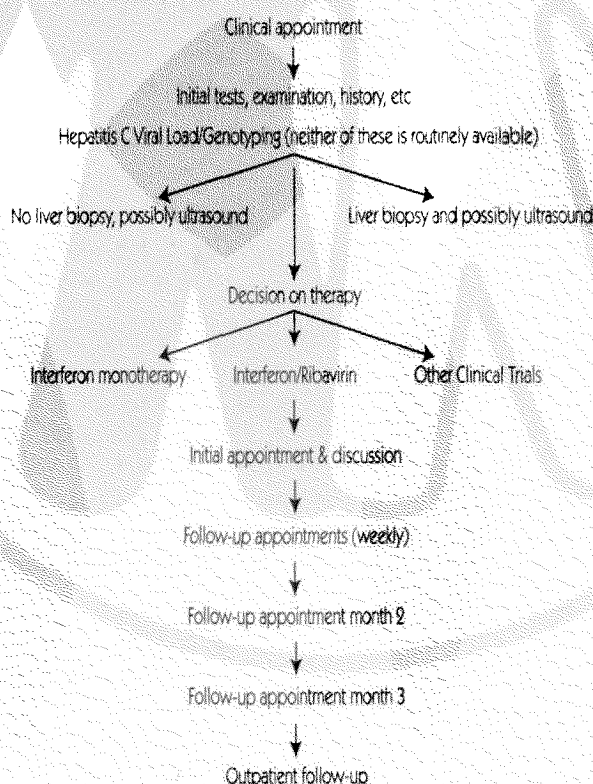 Clinical appointment
Initial tests, examination, history, etc
Hepatitis C Viral Load/Genotyping (neither of these is routinely available)
No liver biopsy, possibly ultrasound
Liver biopsy and possibly ultrasound
Decision on therapy
Interferon monotherapy
Interferon/Ribavirin
Other Clinical Trials
Initial appointment & discussion
Follow-up appointments (weekly)
Follow-up appointment month 2
Follow-up appointment month 3
Outpatient follow-up